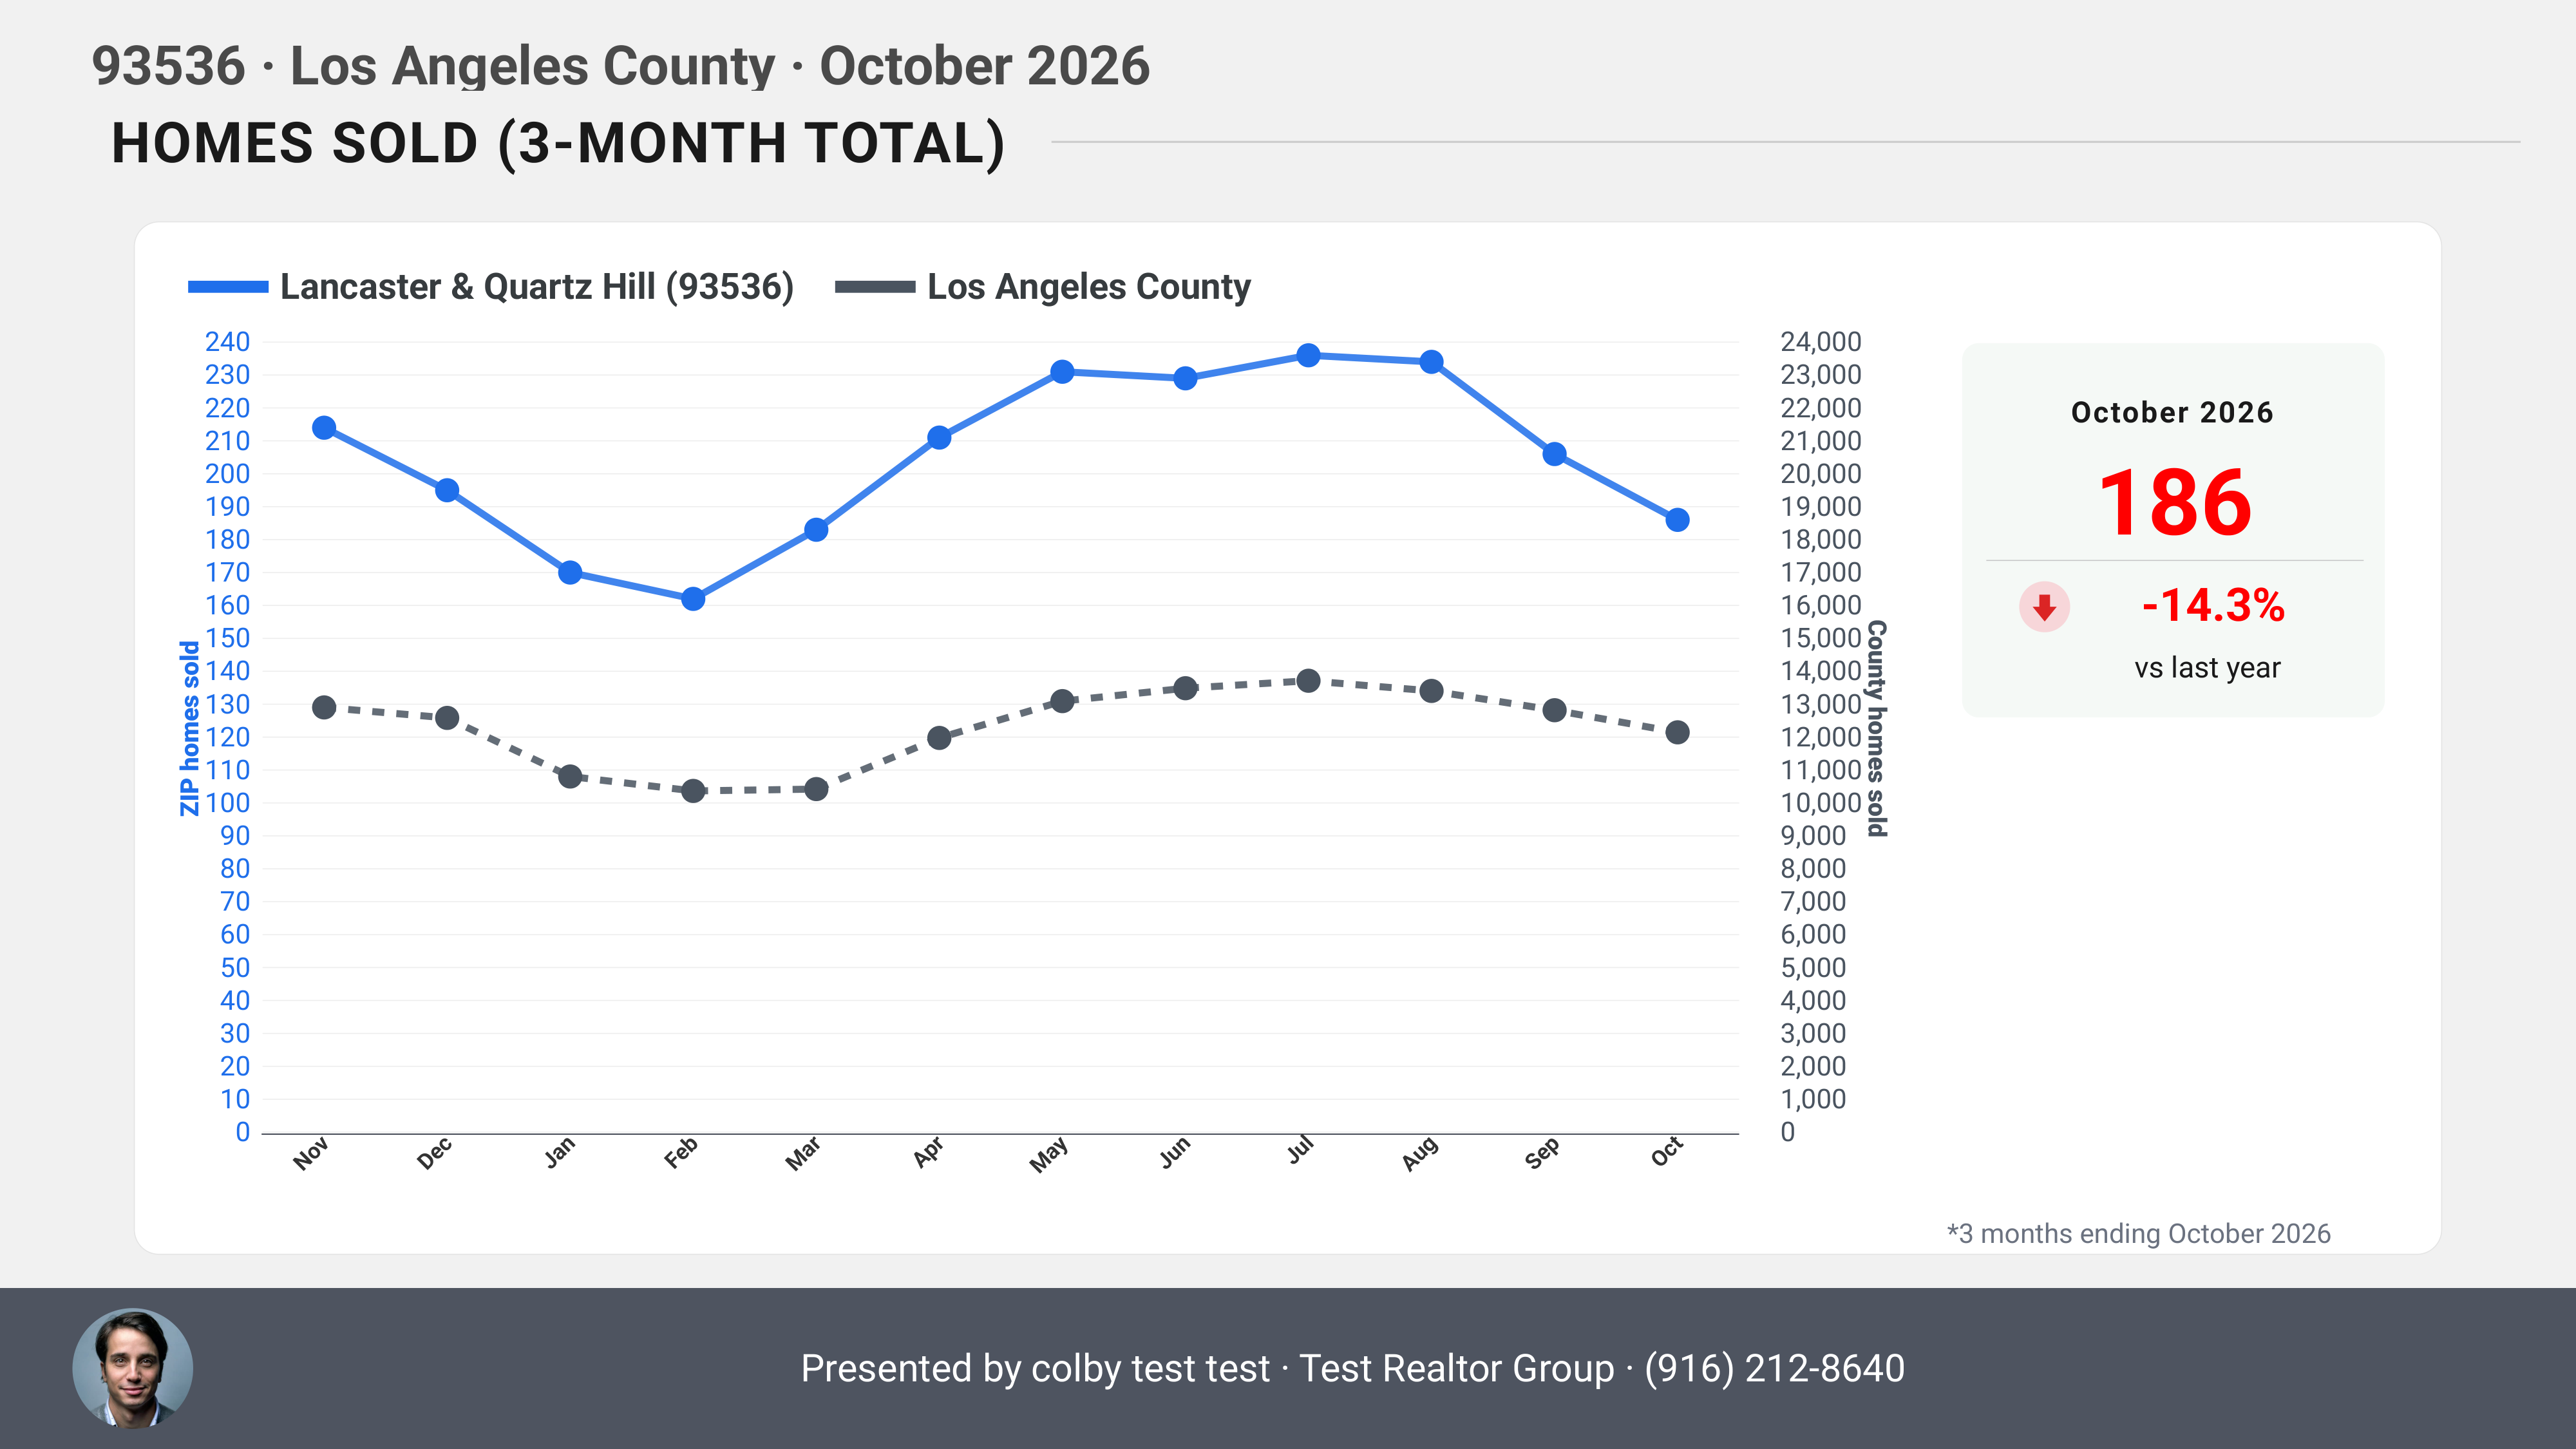 93536 · Los Angeles County · October 2026
HOMES SOLD (3-MONTH TOTAL)
Lancaster & Quartz Hill (93536)
Los Angeles County
ZIP homes sold
240
230
220
210
200
190
180
170
160
150
140
130
120
110
100
90
80
70
60
50
40
30
20
10
0
24,000
23,000
22,000
21,000
20,000
19,000
18,000
17,000
16,000
15,000
14,000
13,000
12,000
11,000
10,000
9,000
8,000
7,000
6,000
5,000
4,000
3,000
2,000
1,000
0
County homes sold
Nov
Dec
Jan
Feb
Mar
Apr
May
Jun
Jul
Aug
Sep
Oct
October 2026
186
-14.3%
vs last year
*3 months ending October 2026
Presented by colby test test · Test Realtor Group · (916) 212-8640